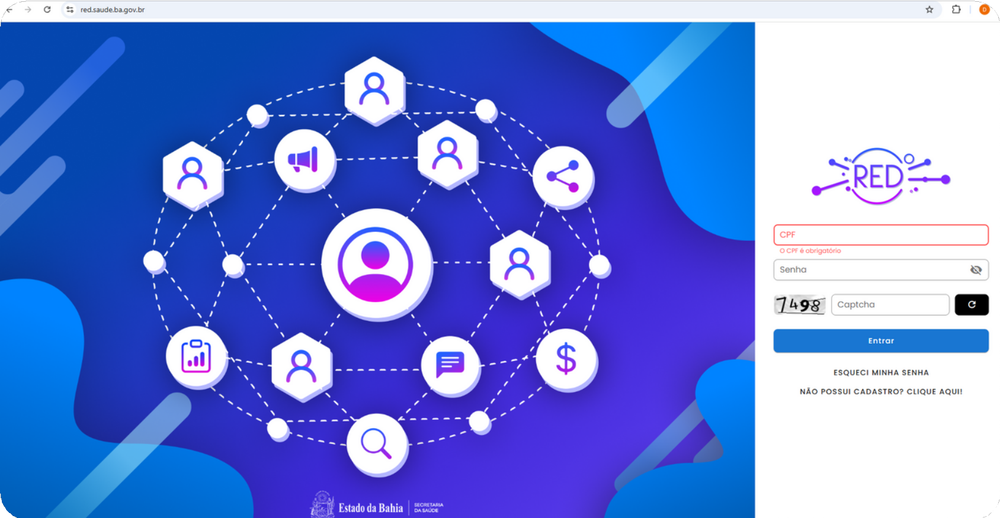 red.saude.ba.gov.br
D
RED
CPF
O CPF é obrigatório
Senha
7498
Captcha
Entrar
ESQUECI MINHA SENHA
NÃO POSSUI CADASTRO? CLIQUE AQUI!
$
Estado da Bahia
SECRETARIA
DA SAÚDE